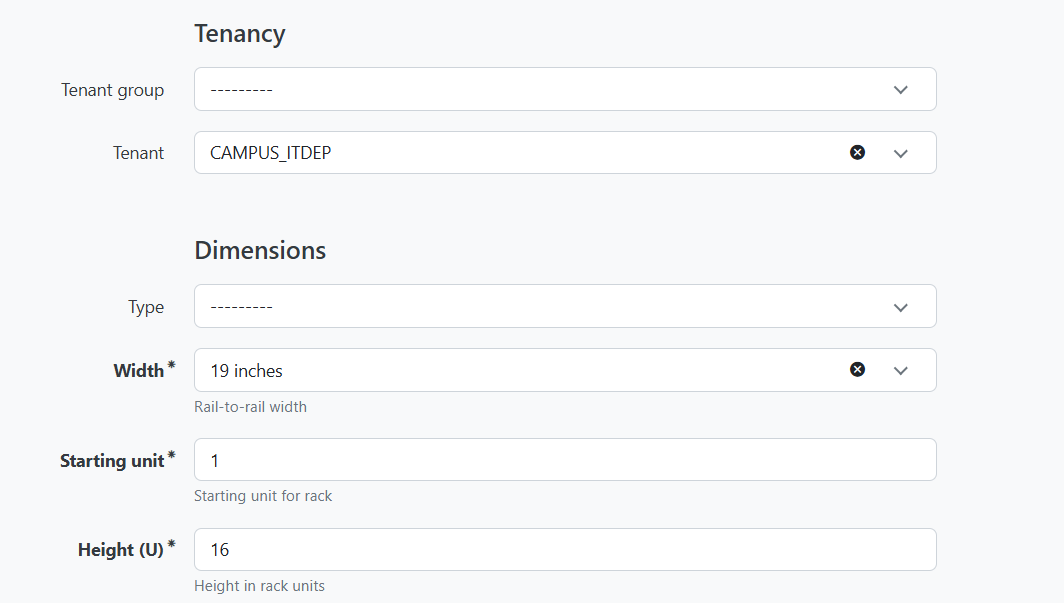 Tenancy
Tenant group ---------
Tenant CAMPUS_ITDEP
Dimensions
Type ---------
Width * 19 inches
Rail-to-rail width
Starting unit * 1
Starting unit for rack
Height (U) * 16
Height in rack units